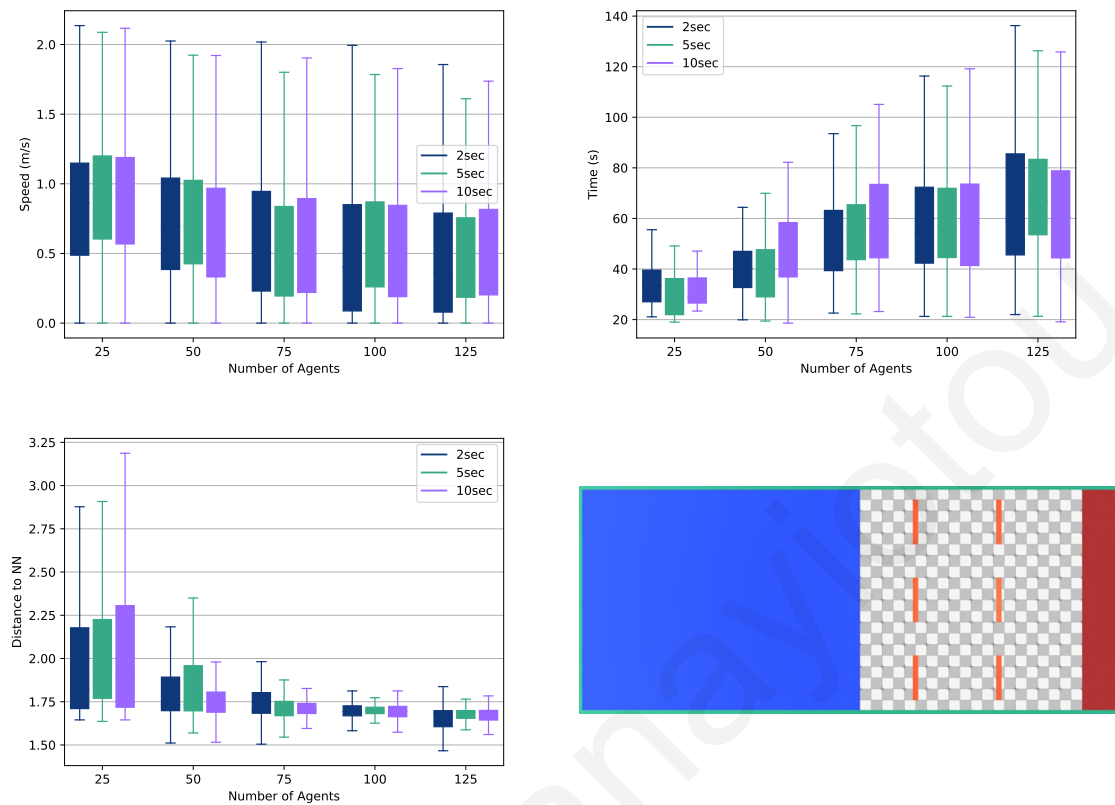 2.0
1.5
1.0
0.5
0.0
Speed (m/s)
2sec
5sec
10sec
25 50 75 100 125
Number of Agents
140
120
100
80
60
40
20
Time (s)
2sec
5sec
10sec
25 50 75 100 125
Number of Agents
3.25
3.00
2.75
2.50
2.25
2.00
1.75
1.50
Distance to NN
2sec
5sec
10sec
25 50 75 100 125
Number of Agents